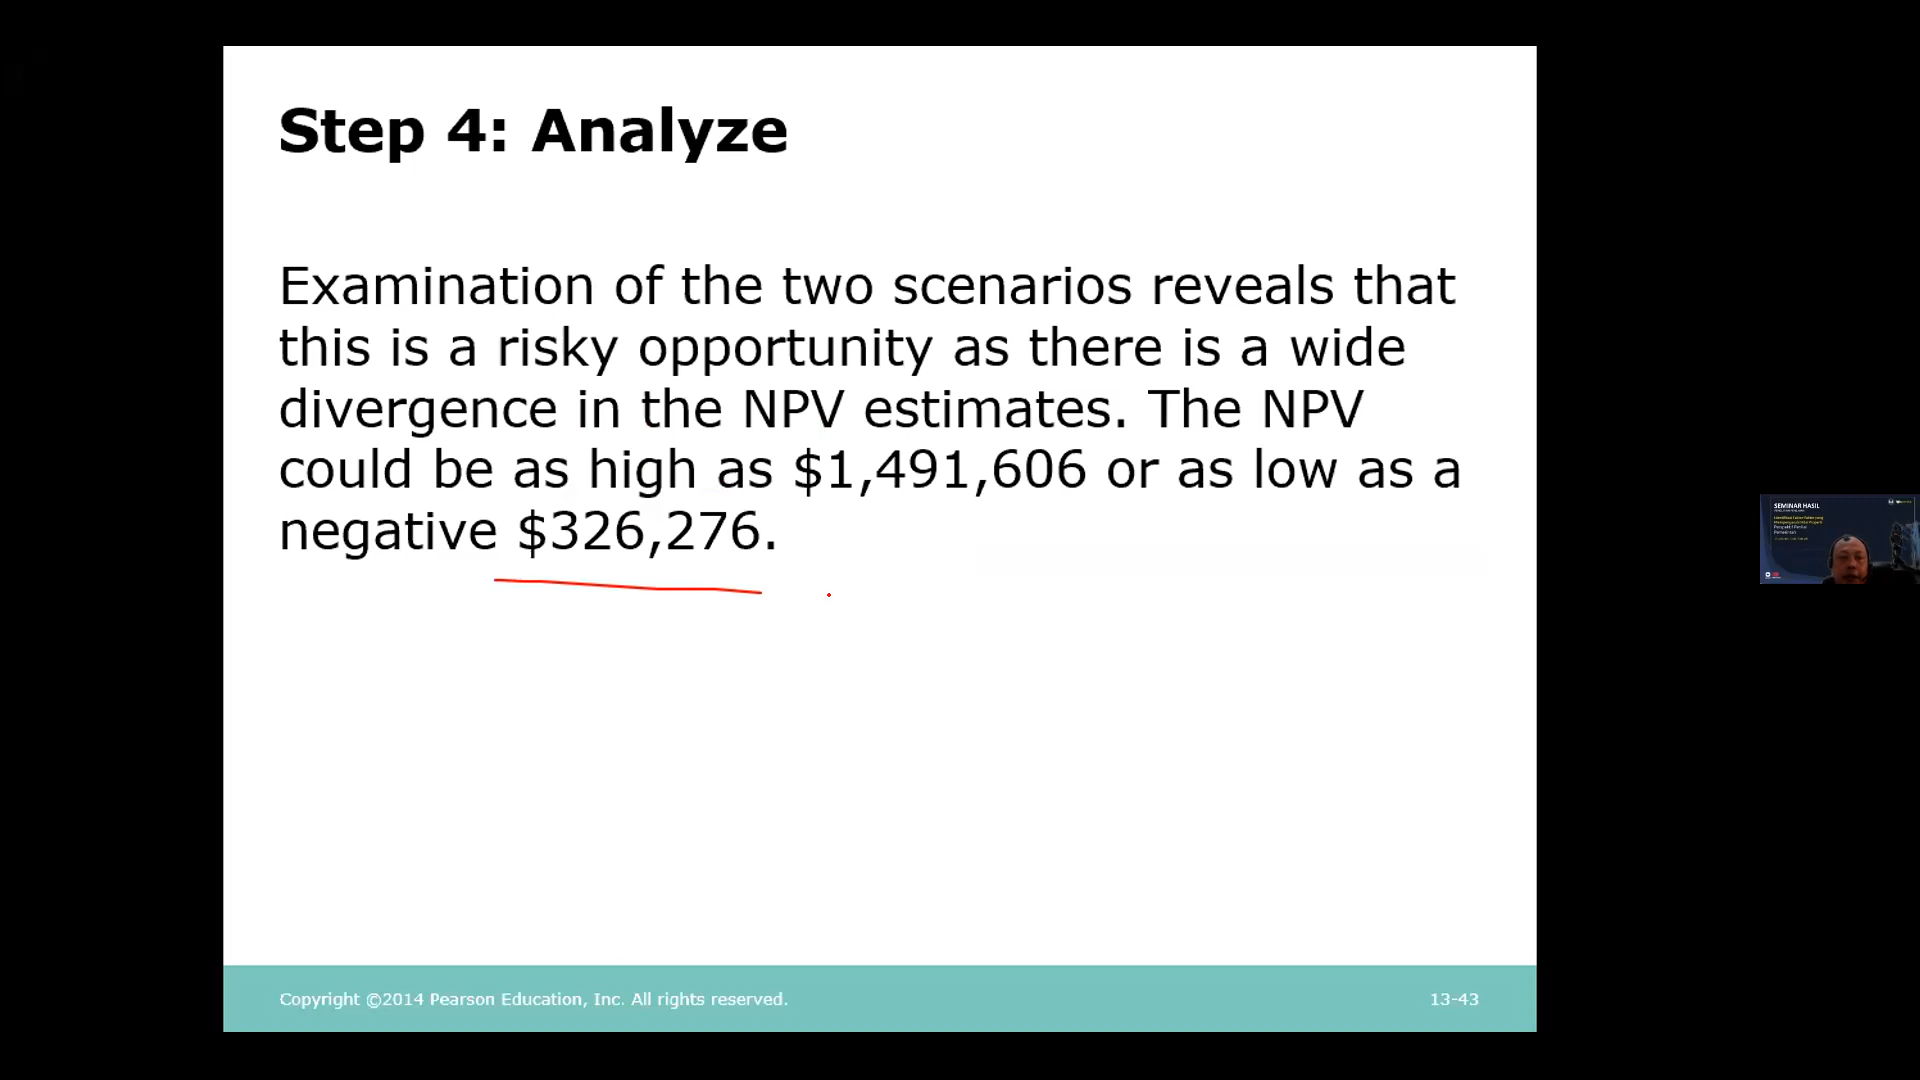 Step 4: Analyze
Examination of the two scenarios reveals that
this is a risky opportunity as there is a wide
divergence in the NPV estimates. The NPV
could be as high as $1,491,606 or as low as a
negative $326,276.
SEMINAR HASIL
Copyright ©2014 Pearson Education, Inc. All rights reserved.
13-43